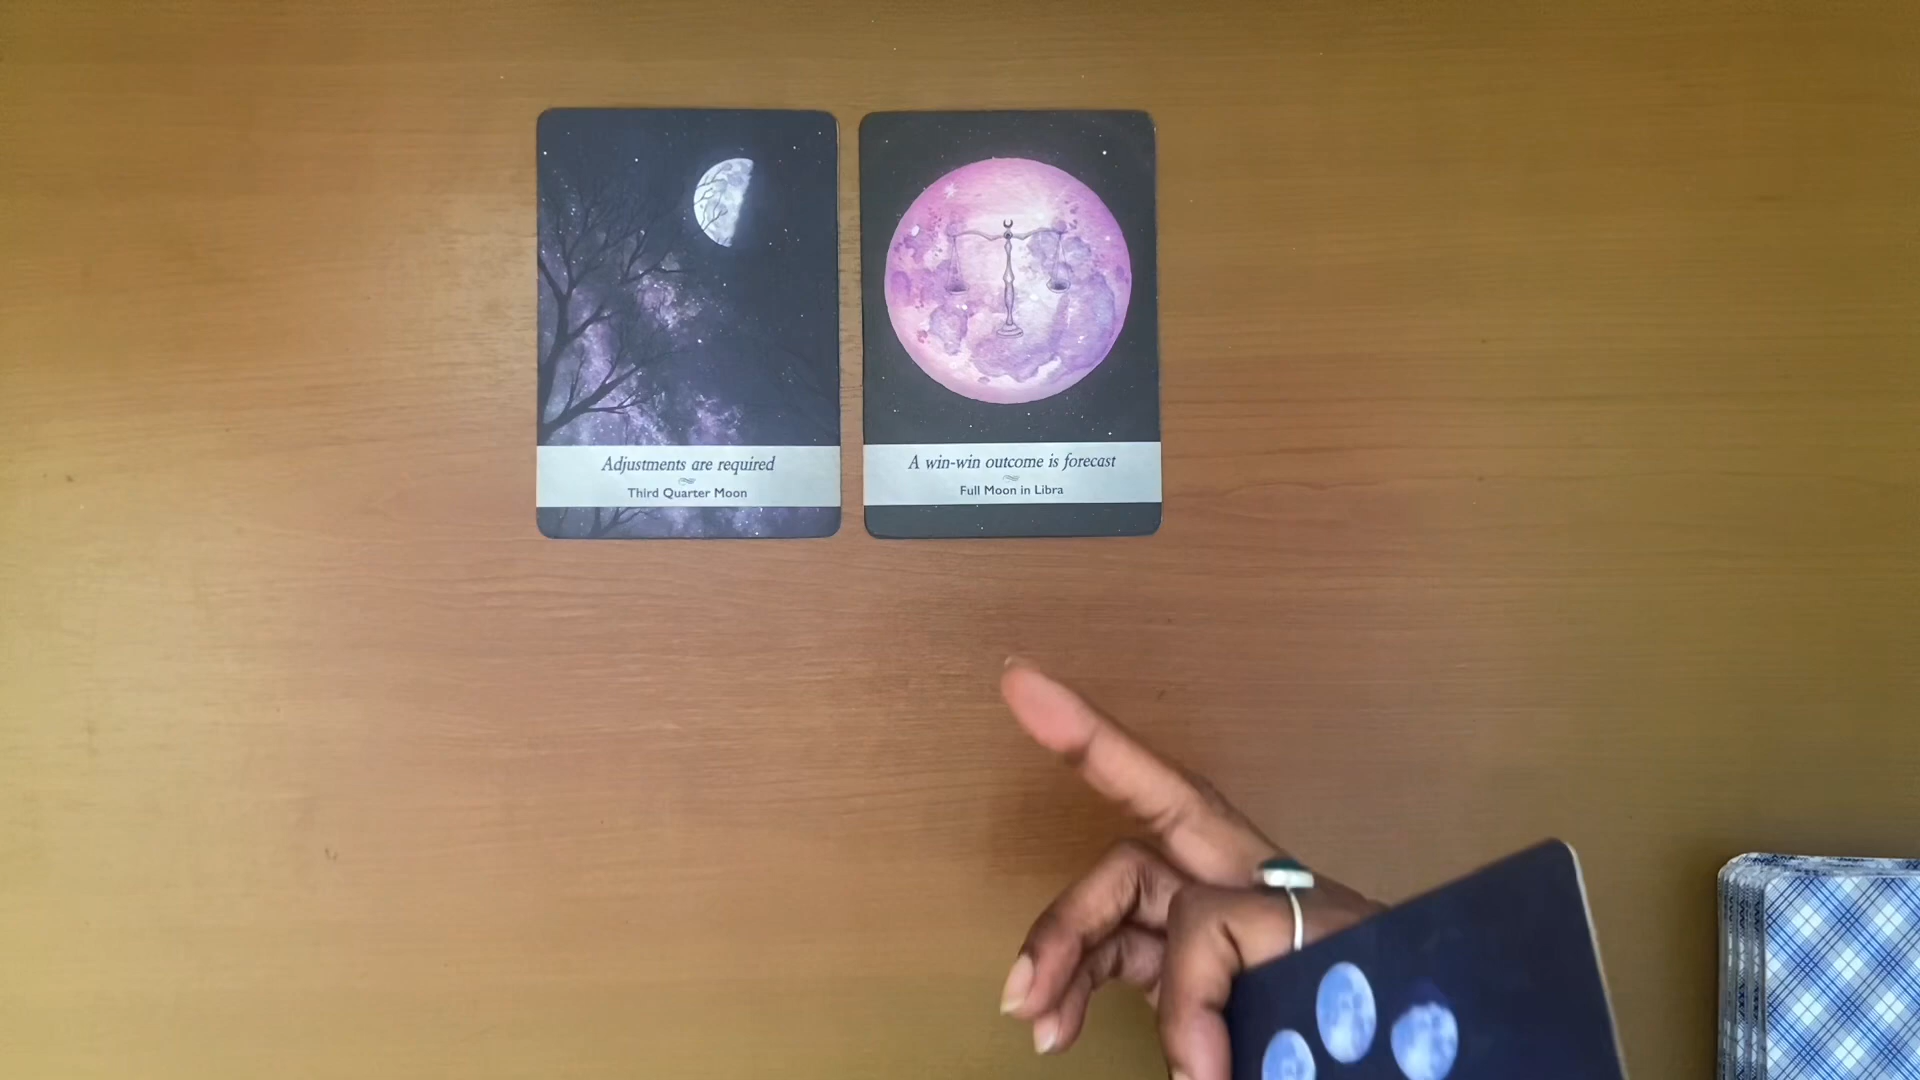 Adjustments are required
Third Quarter Moon
A win-win outcome is forecast
Full Moon in Libra